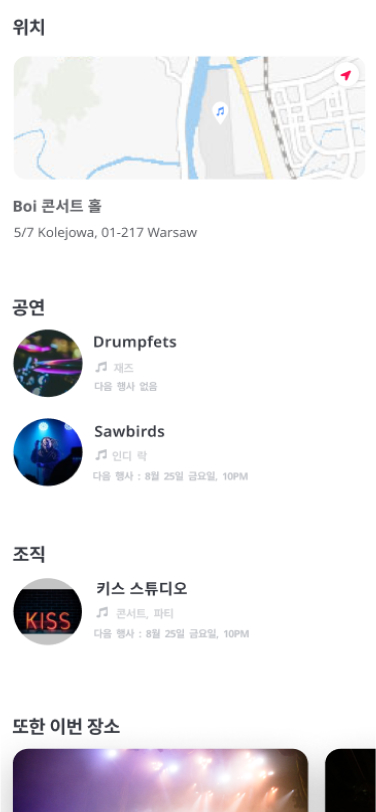 위치
Boi 콘서트 홀
5/7 Kolejowa, 01-217 Warsaw
공연
Drumpfets
재즈
다음 행사 없음
Sawbirds
인디 락
다음 행사 : 8월 25일 금요일, 10PM
조직
KISS
키스 스튜디오
콘서트, 파티
다음 행사 : 8월 25일 금요일, 10PM
또한 이번 장소